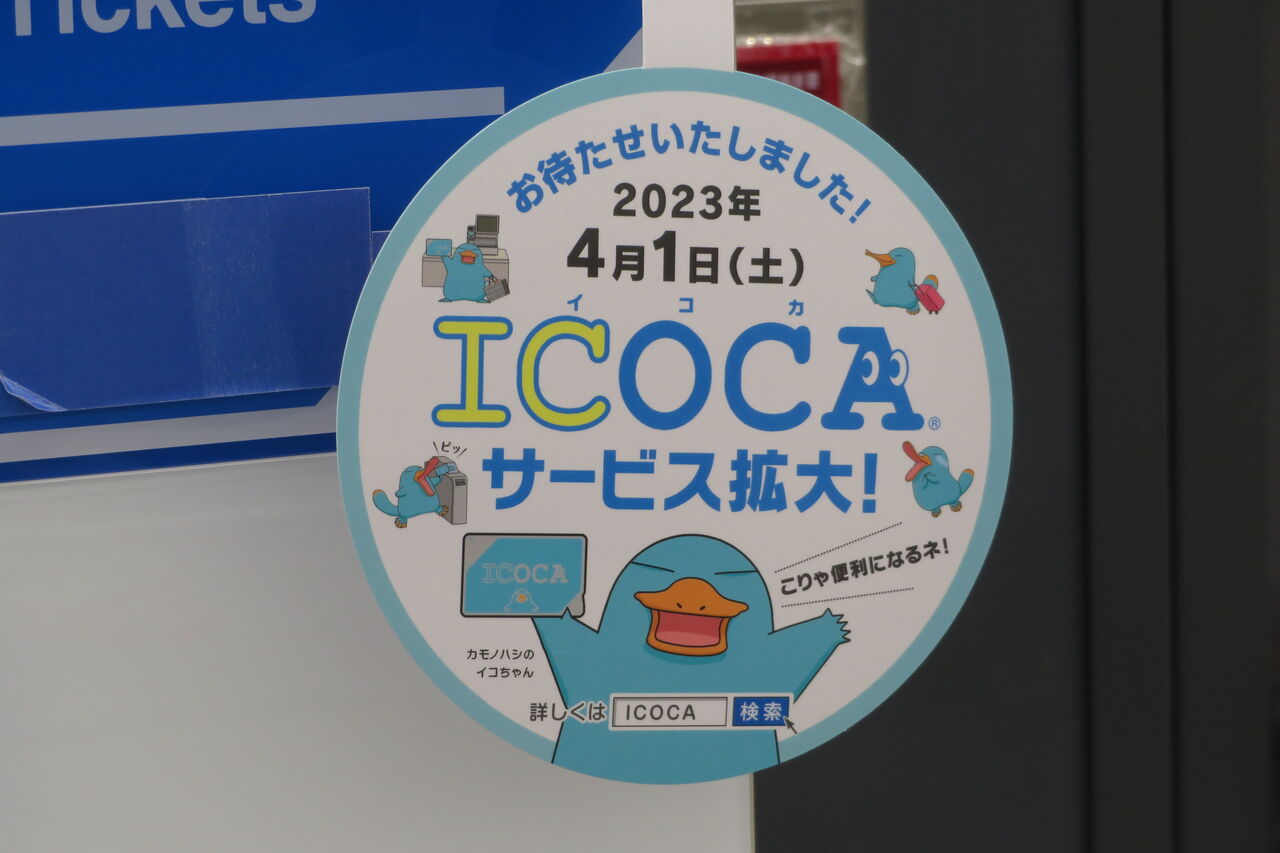 Tickets
お待たせいたしました!
2023年
4月1日(土)
イコカ
ICOCA®
サービス拡大!
ピッ
ICOCA
こりゃ便利になるネ!
カモノハシの
イコちゃん
詳しくは ICOCA 検索